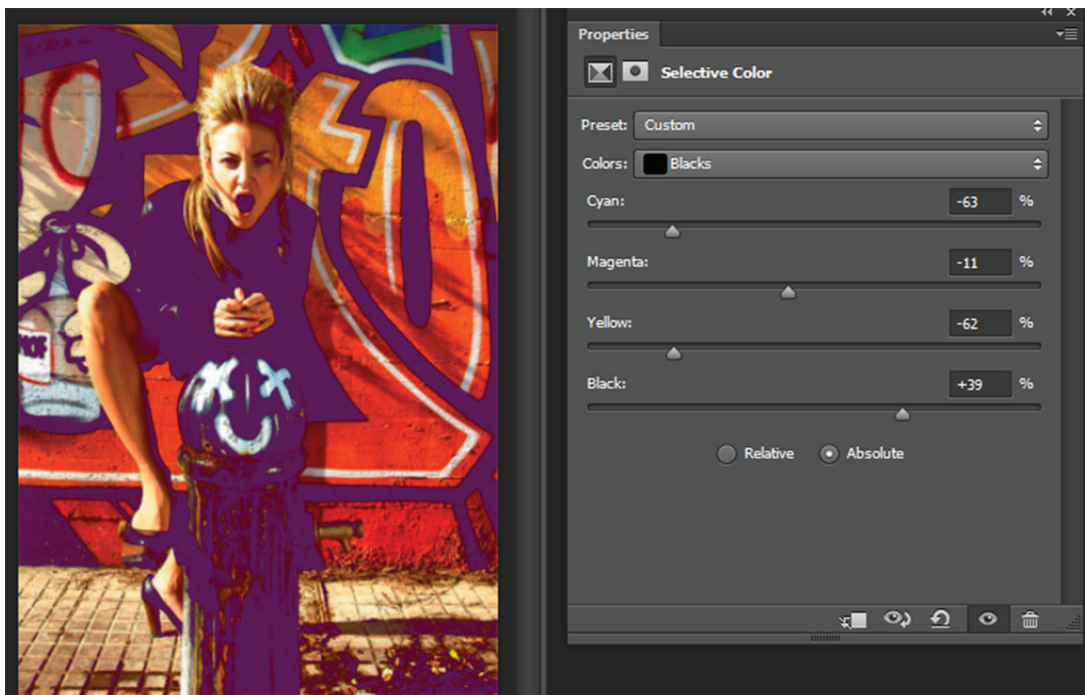 Properties
Selective Color
Preset: Custom
Colors: Blacks
Cyan: -63 %
Magenta: -11 %
Yellow: -62 %
Black: +39 %
Relative Absolute